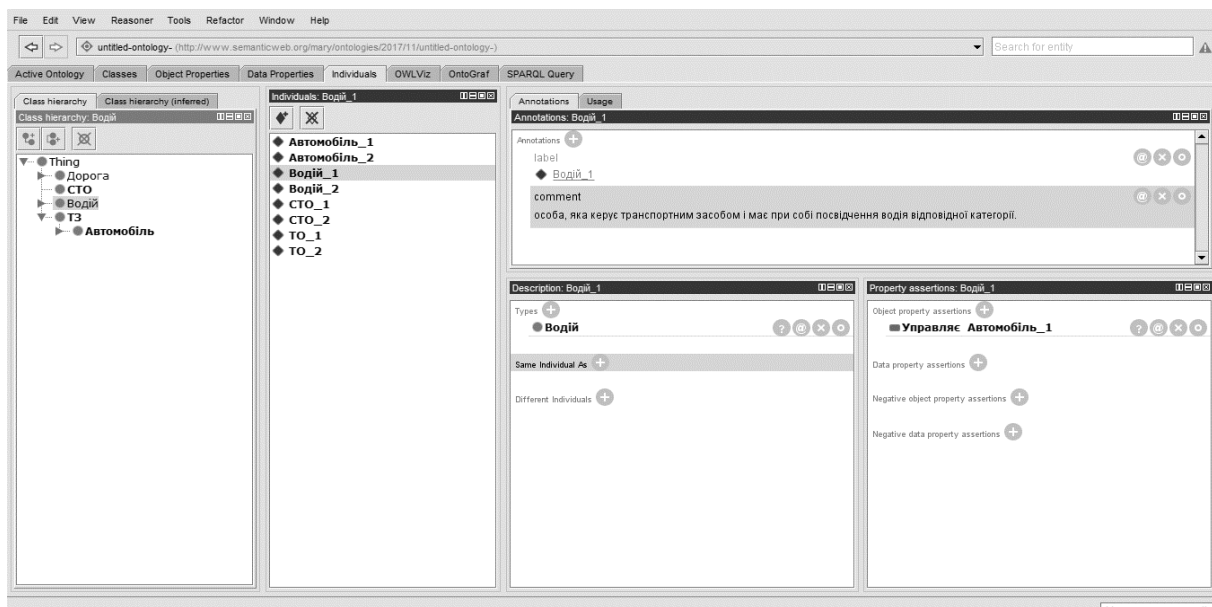 File Edit View Reasoner Tools Refactor Window Help
untitled-ontology- (http://www.semanticweb.org/mary/ontologies/2017/11/untitled-ontology-)
Search for entity
Active Ontology Classes Object Properties Data Properties Individuals OWLViz OntoGraf SPARQL Query
Class hierarchy Class hierarchy (inferred)
Class hierarchy: Водій
Thing
Дорога
СТО
Водій
ТЗ
Автомобіль
Individuals: Водій_1
Автомобіль_1
Автомобіль_2
Водій_1
Водій_2
СТО_1
СТО_2
ТО_1
ТО_2
Annotations Usage
Annotations: Водій_1
Annotations
label
Водій_1
comment
особа, яка керує транспортним засобом і має при собі посвідчення водія відповідної категорії.
Description: Водій_1
Types
Водій
Same Individual As
Different Individuals
Property assertions: Водій_1
Object property assertions
Управляє Автомобіль_1
Data property assertions
Negative object property assertions
Negative data property assertions